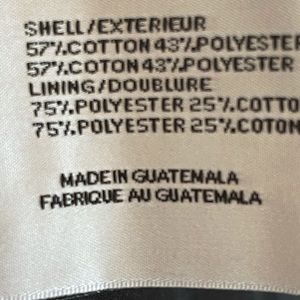 SHELL/EXTERIEUR
57%COTTON 43%POLYESTER
57%COTON 43%POLYESTER
LINING/DOUBLURE
75%POLYESTER 25%COTTO
75%POLYESTER 25%COTON
MADE IN GUATEMALA
FABRIQUE AU GUATEMALA